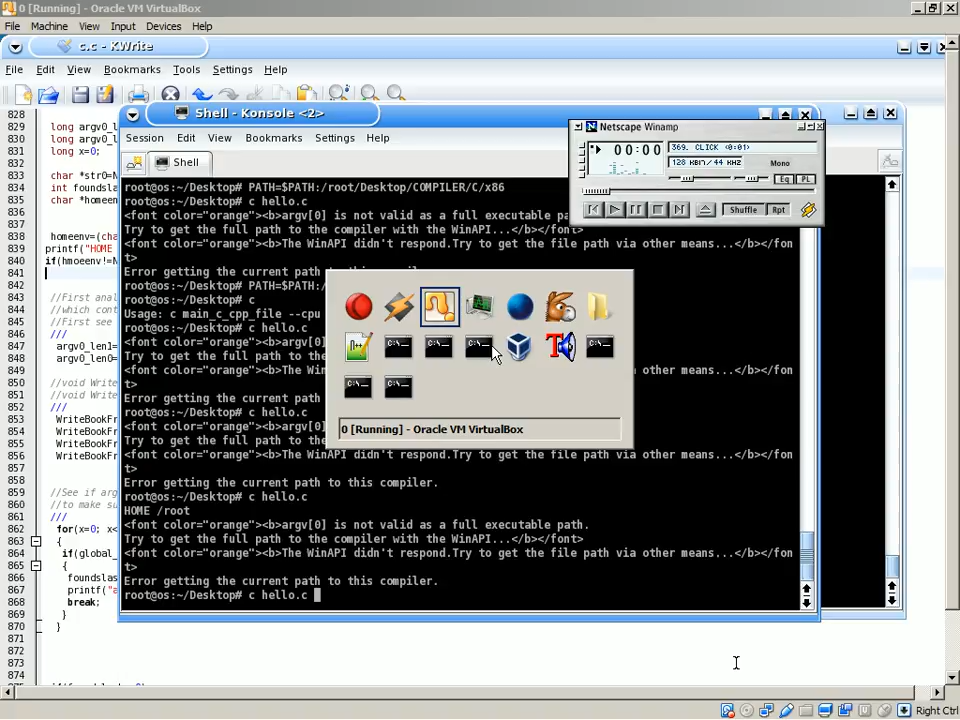 0 [Running] - Oracle VM VirtualBox
File Machine View Input Devices Help
c.c - KWrite
File Edit View Bookmarks Tools Settings Help
Shell - Konsole <2>
Session Edit View Bookmarks Settings Help
Shell
Netscape Winamp
00:00
369. CLICK <0:01>
128 KBIT/44 KHZ
Mono
Eq PL
Shuffle Rpt
828
829 long argv0_l
830 long argv0_l
831 long x=0;
832
833 char *str0=N
834 int foundsla
835 char *homeen
836
837
838 homeenv=(cha
839 printf("HOME
840 if(hmoeenv!=N
841
842
843 //First anal
844 //which cont
845 //First see
846 ///
847 argv0_len1=
848 argv0_len0=
849
850 //void Write
851 //void Write
852 ///
853 WriteBookFr
854 WriteBookFr
855 WriteBookFr
856 WriteBookFr
857
858
859 //See if arg
860 //to make su
861 ///
862 for(x=0; x<
863 {
864 if(global_
865 {
866 foundslas
867 printf("a
868 break;
869 }
870 }
871
872
873
874
root@os:~/Desktop# PATH=$PATH:/root/Desktop/COMPILER/C/x86
root@os:~/Desktop# c hello.c
<font color="orange"><b>argv[0] is not valid as a full executable pa
Try to get the full path to the compiler with the WinAPI...</b></font>
<font color="orange"><b>The WinAPI didn't respond.Try to get the file path via other means...</b></fon
t>
Error getting the current path
root@os:~/Desktop# PATH=$PATH:/
root@os:~/Desktop# c
Usage: c main_c_cpp_file --cpu
root@os:~/Desktop# c hello.c
<font color="orange"><b>argv[0]
Try to get the full path to the
<font color="orange"><b>The Win path via other means...</b></fon
t>
Error getting the current path
root@os:~/Desktop# c hello.c
<font color="orange"><b>argv[0]
Try to get the full path to the
<font color="orange"><b>The WinAPI didn't respond.Try to get the file path via other means...</b></fon
t>
Error getting the current path to this compiler.
root@os:~/Desktop# c hello.c
HOME /root
<font color="orange"><b>argv[0] is not valid as a full executable path.
Try to get the full path to the compiler with the WinAPI...</b></font>
<font color="orange"><b>The WinAPI didn't respond.Try to get the file path via other means...</b></fon
t>
Error getting the current path to this compiler.
root@os:~/Desktop# c hello.c
0 [Running] - Oracle VM VirtualBox
Right Ctrl